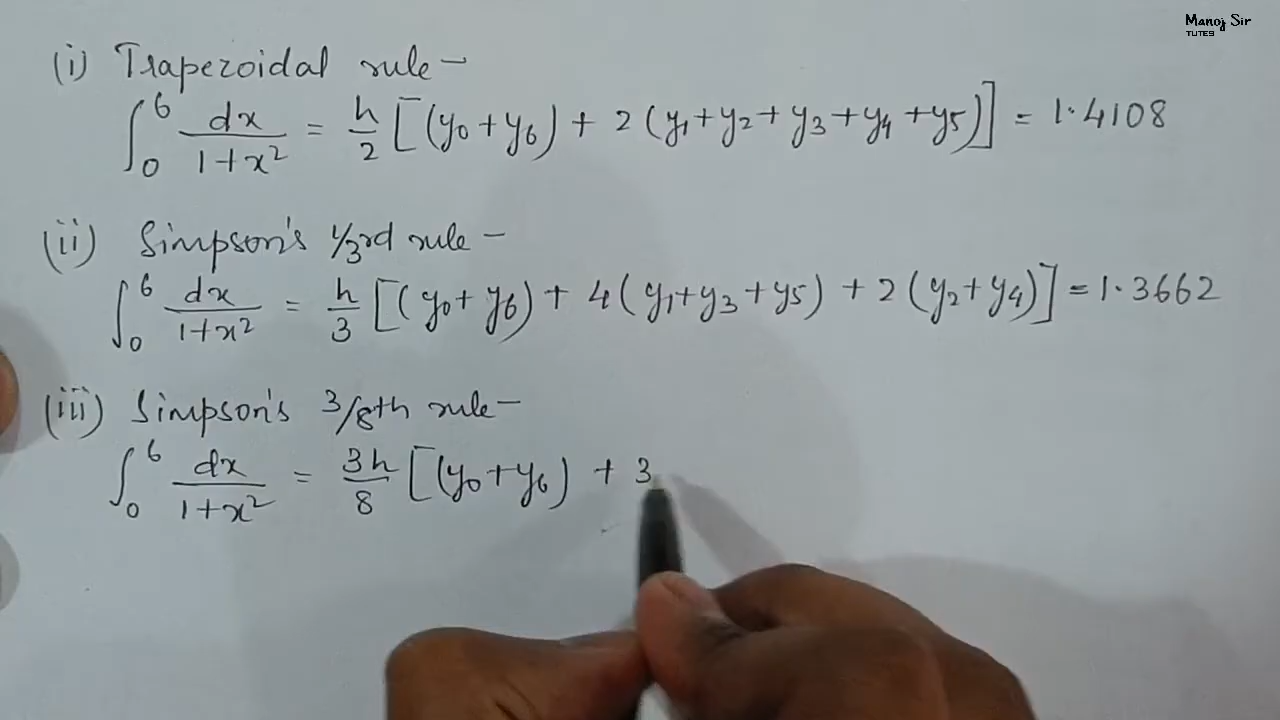 Manoj Sir
TUTES
(i) Trapezoidal rule -
∫₀⁶ dx/(1+x²) = h/2 [(y₀+y₆) + 2(y₁+y₂+y₃+y₄+y₅)] = 1.4108
(ii) Simpson's 1/3rd rule -
∫₀⁶ dx/(1+x²) = h/3 [(y₀+y₆) + 4(y₁+y₃+y₅) + 2(y₂+y₄)] = 1.3662
(iii) Simpson's 3/8th rule -
∫₀⁶ dx/(1+x²) = 3h/8 [(y₀+y₆) + 3